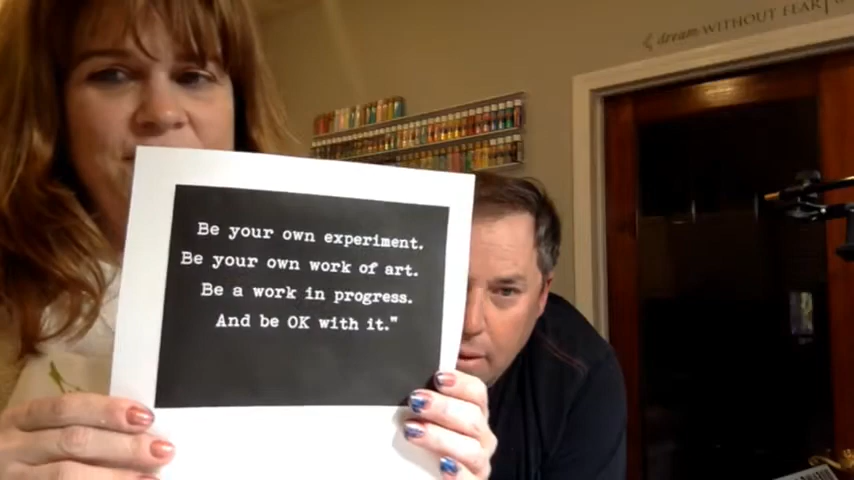 dream WITHOUT FEAR
Be your own experiment.
Be your own work of art.
Be a work in progress.
And be OK with it."